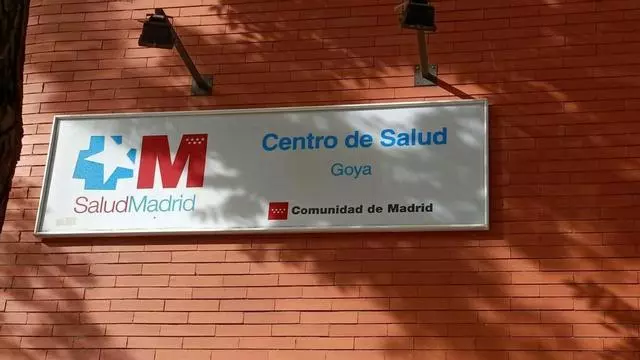 M
SaludMadrid
Centro de Salud
Goya
Comunidad de Madrid